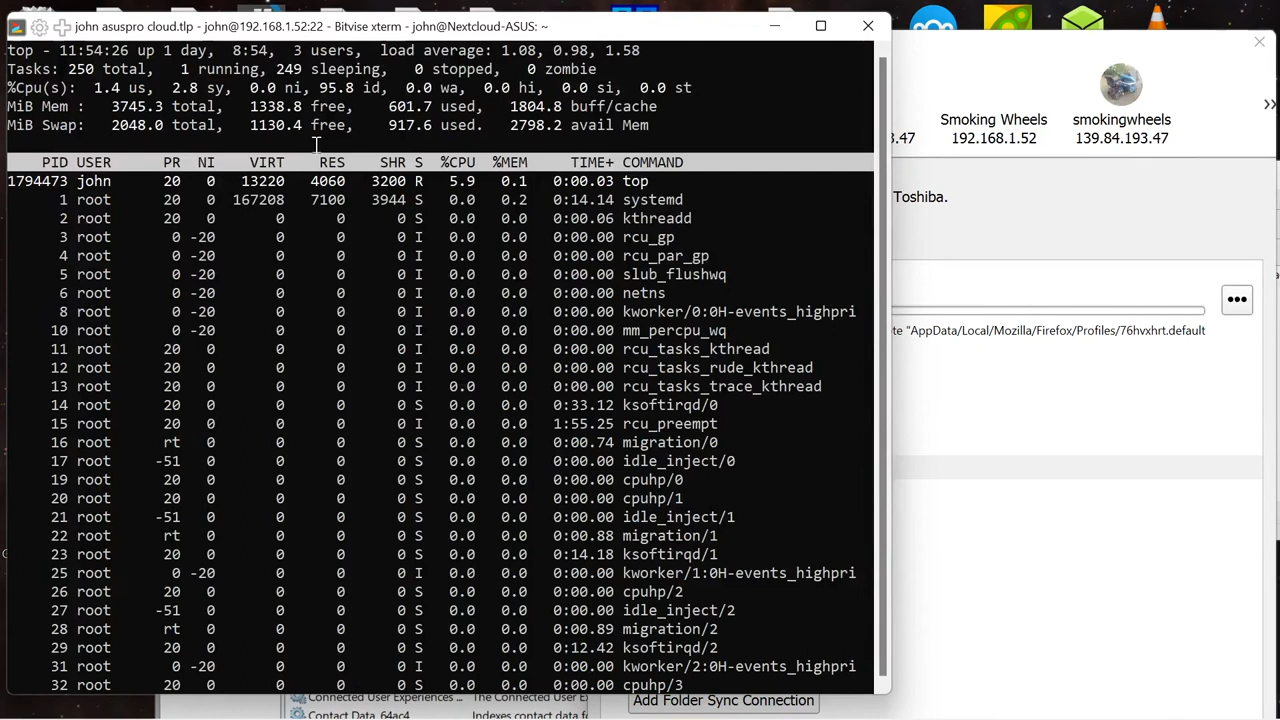 john asuspro cloud.tlp - john@192.168.1.52:22 - Bitvise xterm - john@Nextcloud-ASUS: ~
top - 11:54:26 up 1 day,  8:54,  3 users,  load average: 1.08, 0.98, 1.58
Tasks: 250 total,   1 running, 249 sleeping,   0 stopped,   0 zombie
%Cpu(s):  1.4 us,  2.8 sy,  0.0 ni, 95.8 id,  0.0 wa,  0.0 hi,  0.0 si,  0.0 st
MiB Mem :   3745.3 total,   1338.8 free,    601.7 used,   1804.8 buff/cache
MiB Swap:   2048.0 total,   1130.4 free,    917.6 used.   2798.2 avail Mem
PID USER      PR  NI    VIRT    RES    SHR S  %CPU  %MEM     TIME+ COMMAND
1794473 john      20   0   13220   4060   3200 R   5.9   0.1   0:00.03 top
1 root      20   0  167208   7100   3944 S   0.0   0.2   0:14.14 systemd
2 root      20   0       0      0      0 S   0.0   0.0   0:00.06 kthreadd
3 root       0 -20       0      0      0 I   0.0   0.0   0:00.00 rcu_gp
4 root       0 -20       0      0      0 I   0.0   0.0   0:00.00 rcu_par_gp
5 root       0 -20       0      0      0 I   0.0   0.0   0:00.00 slub_flushwq
6 root       0 -20       0      0      0 I   0.0   0.0   0:00.00 netns
8 root       0 -20       0      0      0 I   0.0   0.0   0:00.00 kworker/0:0H-events_highpri
10 root       0 -20       0      0      0 I   0.0   0.0   0:00.00 mm_percpu_wq
11 root      20   0       0      0      0 I   0.0   0.0   0:00.00 rcu_tasks_kthread
12 root      20   0       0      0      0 I   0.0   0.0   0:00.00 rcu_tasks_rude_kthread
13 root      20   0       0      0      0 I   0.0   0.0   0:00.00 rcu_tasks_trace_kthread
14 root      20   0       0      0      0 S   0.0   0.0   0:33.12 ksoftirqd/0
15 root      20   0       0      0      0 I   0.0   0.0   1:55.25 rcu_preempt
16 root      rt   0       0      0      0 S   0.0   0.0   0:00.74 migration/0
17 root     -51   0       0      0      0 S   0.0   0.0   0:00.00 idle_inject/0
19 root      20   0       0      0      0 S   0.0   0.0   0:00.00 cpuhp/0
20 root      20   0       0      0      0 S   0.0   0.0   0:00.00 cpuhp/1
21 root     -51   0       0      0      0 S   0.0   0.0   0:00.00 idle_inject/1
22 root      rt   0       0      0      0 S   0.0   0.0   0:00.88 migration/1
23 root      20   0       0      0      0 S   0.0   0.0   0:14.18 ksoftirqd/1
25 root       0 -20       0      0      0 I   0.0   0.0   0:00.00 kworker/1:0H-events_highpri
26 root      20   0       0      0      0 S   0.0   0.0   0:00.00 cpuhp/2
27 root     -51   0       0      0      0 S   0.0   0.0   0:00.00 idle_inject/2
28 root      rt   0       0      0      0 S   0.0   0.0   0:00.89 migration/2
29 root      20   0       0      0      0 S   0.0   0.0   0:12.42 ksoftirqd/2
31 root       0 -20       0      0      0 I   0.0   0.0   0:00.00 kworker/2:0H-events_highpri
32 root      20   0       0      0      0 S   0.0   0.0   0:00.00 cpuhp/3
Smoking Wheels
smokingwheels
3.47
192.168.1.52
139.84.193.47
Toshiba.
"AppData/Local/Mozilla/Firefox/Profiles/76hvxhrt.default
Connected User Experiences ...
The Connected User Ex...
Contact Data_64ac4
Indexes contact data fo
Add Folder Sync Connection